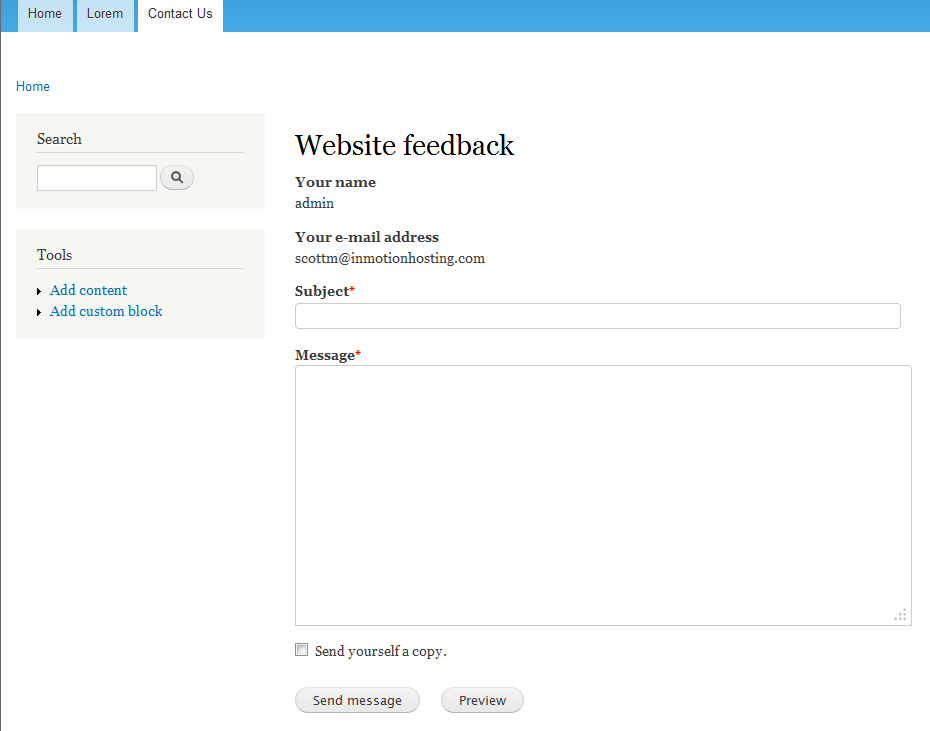 Home Lorem Contact Us
Home
Search
Tools
Add content
Add custom block
Website feedback
Your name
admin
Your e-mail address
scottm@inmotionhosting.com
Subject*
Message*
Send yourself a copy.
Send message Preview